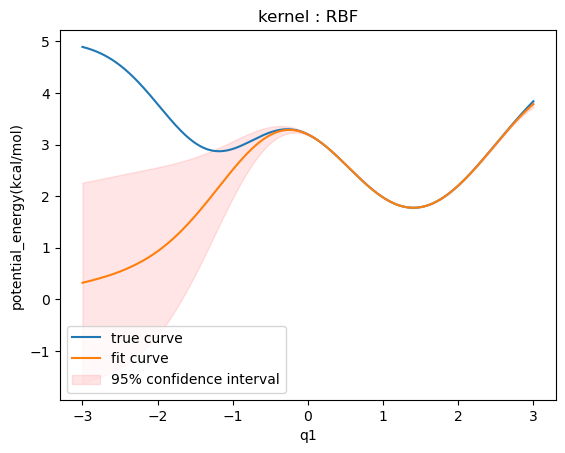 kernel : RBF
5
4
3
2
1
0
−1
potential_energy(kcal/mol)
true curve
fit curve
95% confidence interval
−3
−2
−1
0
1
2
3
q1